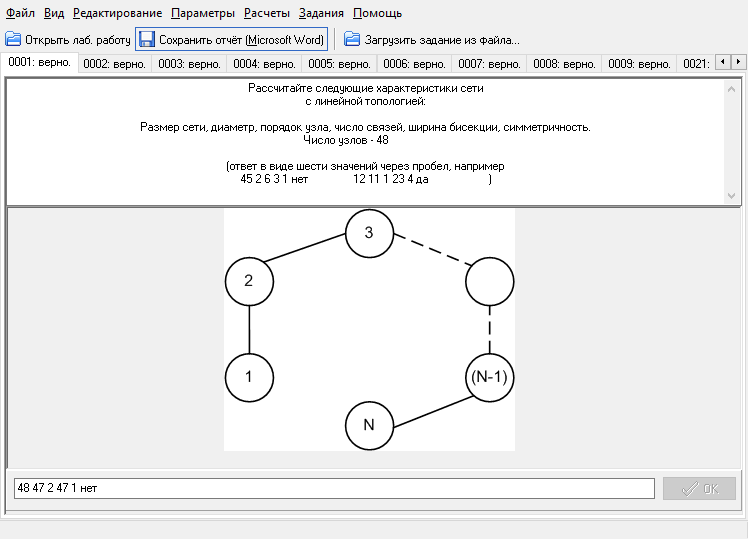 Файл Вид Редактирование Параметры Расчеты Задания Помощь
Открыть лаб. работу Сохранить отчёт (Microsoft Word) Загрузить задание из файла...
0001: верно. 0002: верно. 0003: верно. 0004: верно. 0005: верно. 0006: верно. 0007: верно. 0008: верно. 0009: верно. 0021:
Рассчитайте следующие характеристики сети
с линейной топологией:
Размер сети, диаметр, порядок узла, число связей, ширина бисекции, симметричность.
Число узлов - 48
(ответ в виде шести значений через пробел, например
45 2 6 3 1 нет 12 11 1 23 4 да )
3
2
1
(N-1)
N
48 47 2 47 1 нет
OK